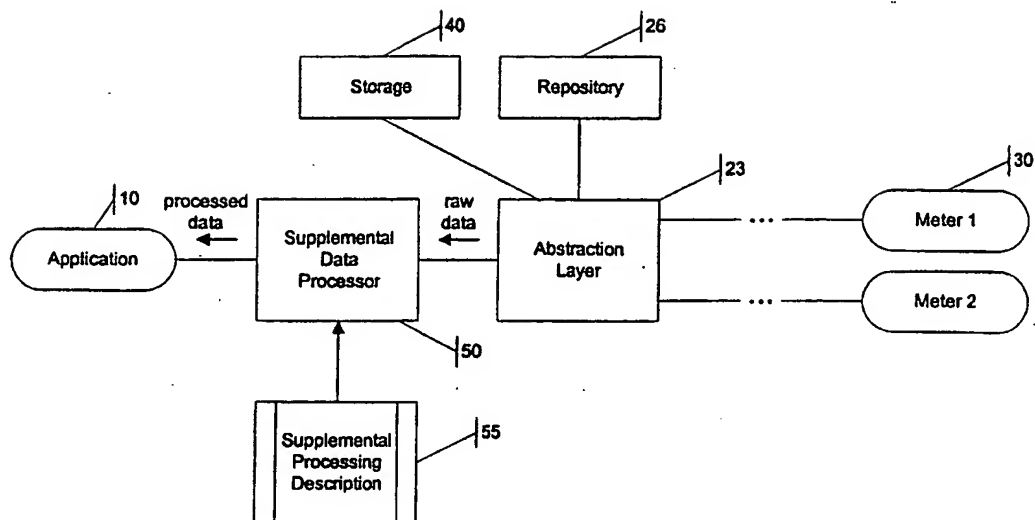 40
26
Storage
Repository
23
30
10
processed
data
raw
data
Application
Supplemental
Data
Processor
Abstraction
Layer
...
Meter 1
...
Meter 2
50
Supplemental
Processing
Description
55